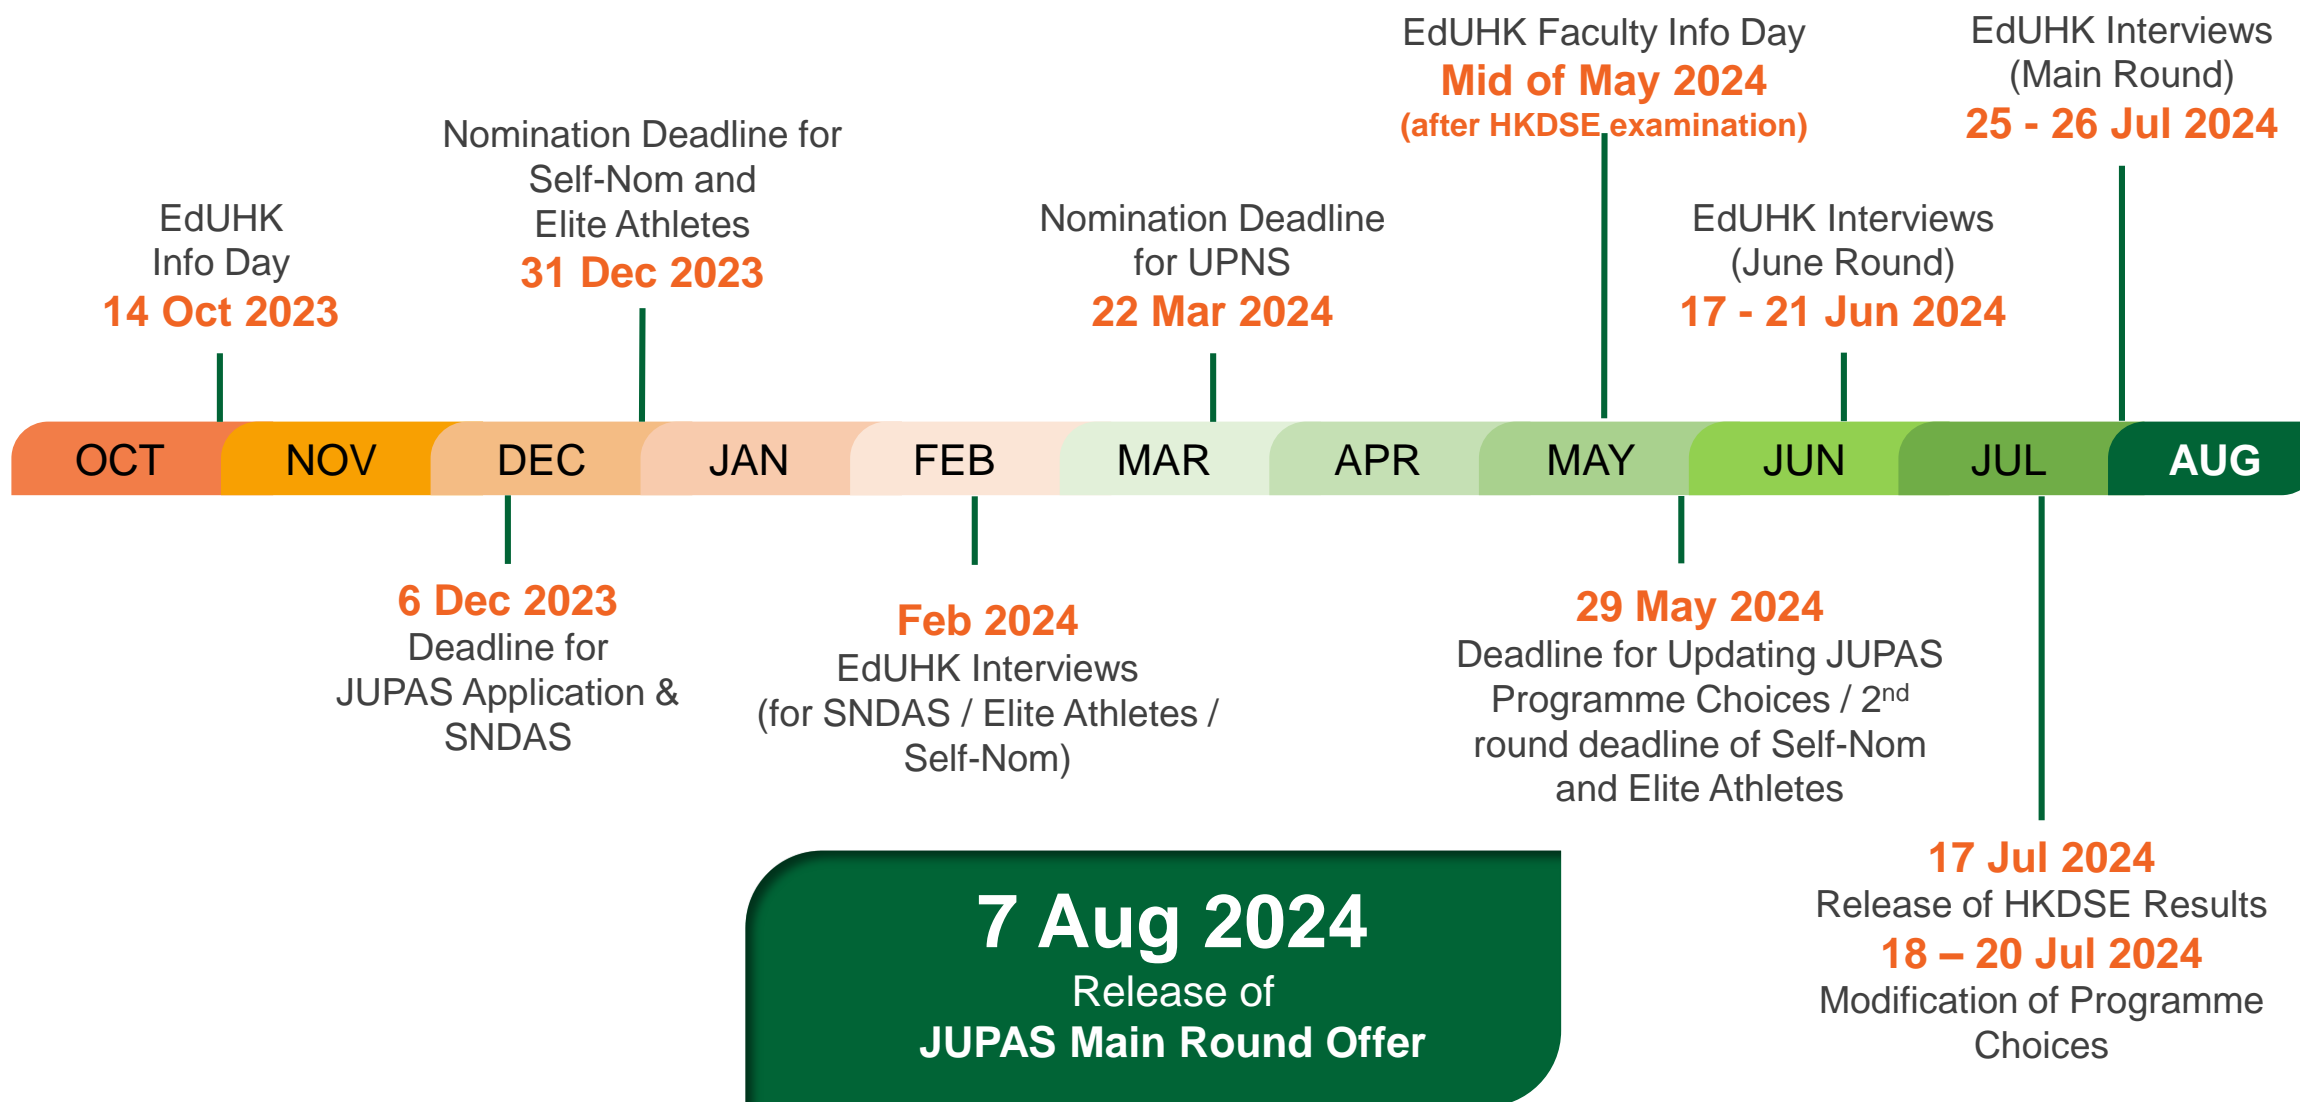 EdUHK
Info Day
14 Oct 2023
Nomination Deadline for
Self-Nom and
Elite Athletes
31 Dec 2023
Nomination Deadline
for UPNS
22 Mar 2024
EdUHK Faculty Info Day
Mid of May 2024
(after HKDSE examination)
EdUHK Interviews
(June Round)
17 - 21 Jun 2024
EdUHK Interviews
(Main Round)
25 - 26 Jul 2024
OCT NOV DEC JAN FEB MAR APR MAY JUN JUL AUG
6 Dec 2023
Deadline for
JUPAS Application &
SNDAS
Feb 2024
EdUHK Interviews
(for SNDAS / Elite Athletes /
Self-Nom)
29 May 2024
Deadline for Updating JUPAS
Programme Choices / 2nd
round deadline of Self-Nom
and Elite Athletes
17 Jul 2024
Release of HKDSE Results
18 – 20 Jul 2024
Modification of Programme
Choices
7 Aug 2024
Release of
JUPAS Main Round Offer